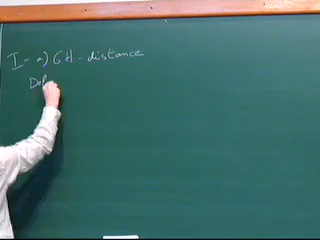 I - a) GH - distance
Def